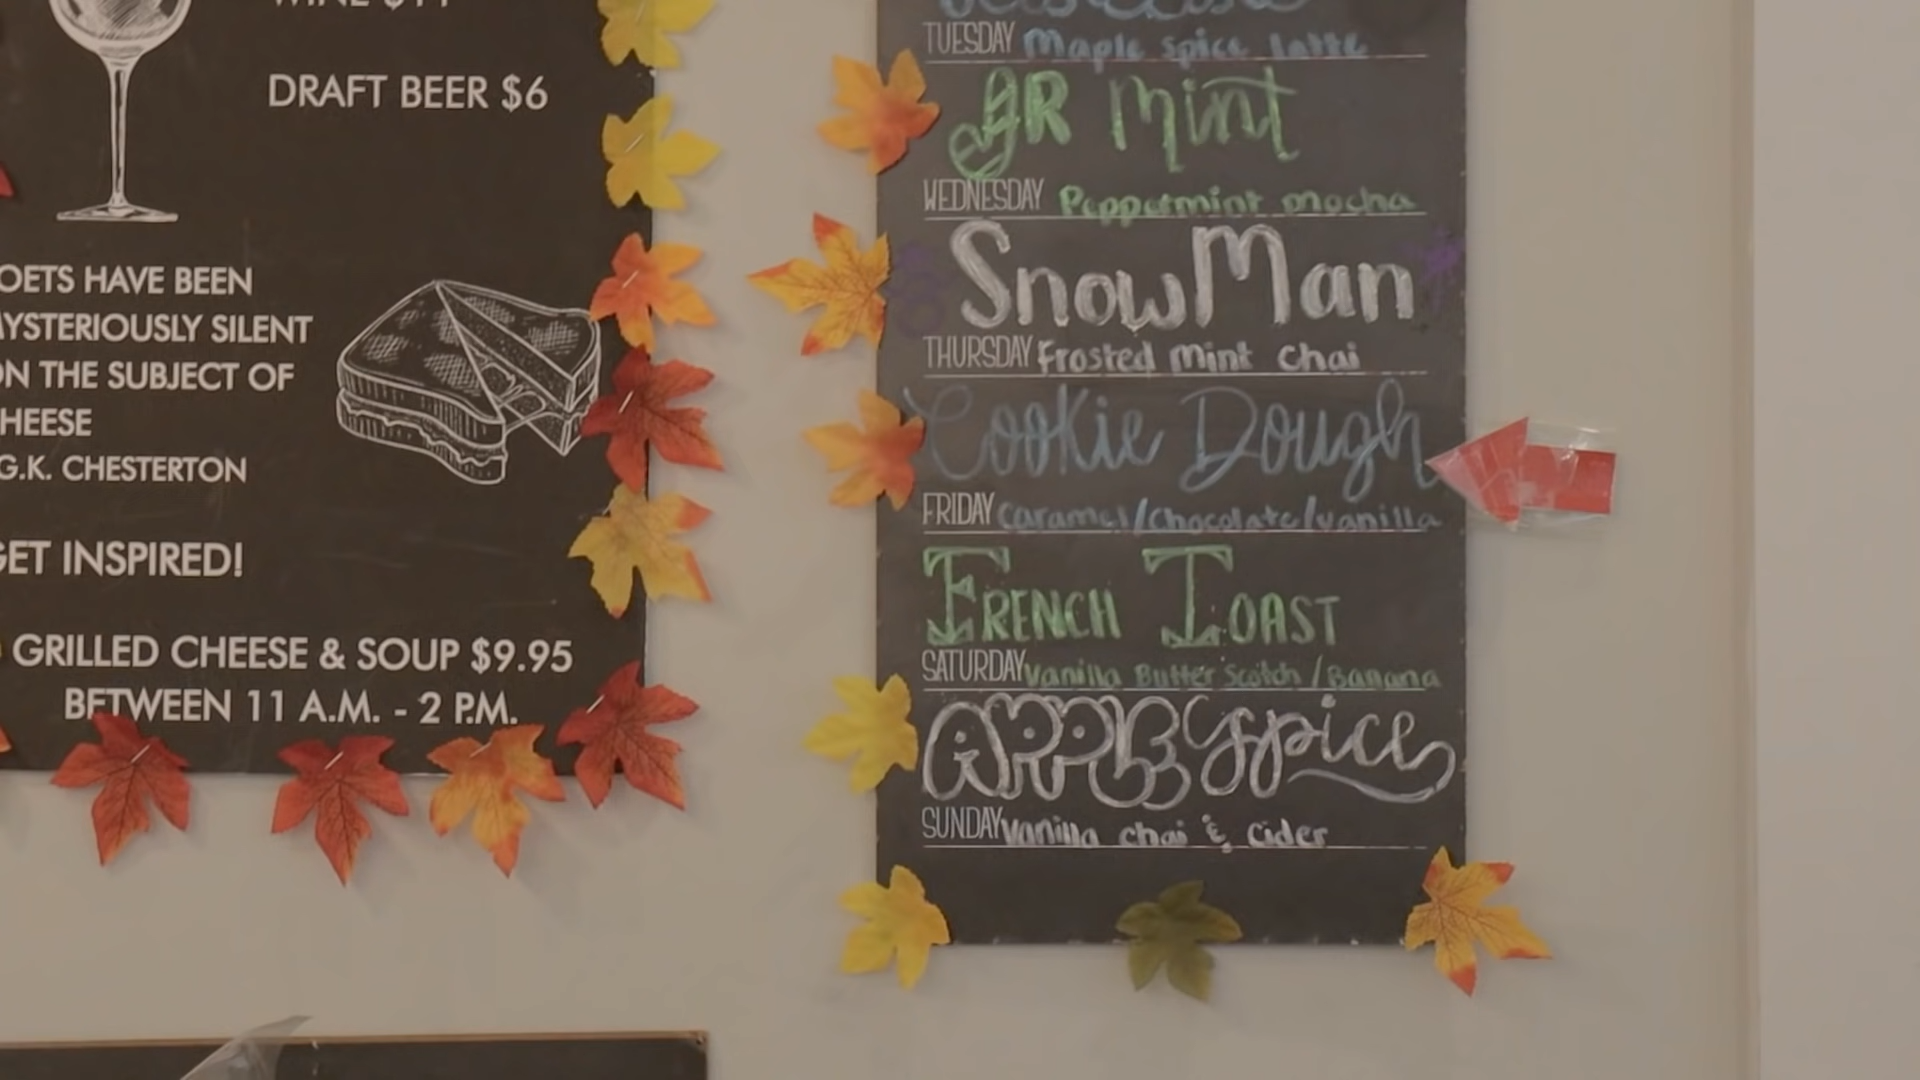 DRAFT BEER $6
OETS HAVE BEEN
YSTERIOUSLY SILENT
ON THE SUBJECT OF
HEESE
G.K. CHESTERTON
GET INSPIRED!
GRILLED CHEESE & SOUP $9.95
BETWEEN 11 A.M. - 2 P.M.
TUESDAY Maple spice latte
JR Mint
WEDNESDAY Peppermint mocha
SnowMan
THURSDAY Frosted Mint Chai
Cookie Dough
FRIDAY Caramel/Chocolate/vanilla
FRENCH TOAST
SATURDAY Vanilla Butter Scotch / Banana
APPLE Spice
SUNDAY Vanilla chai & Cider